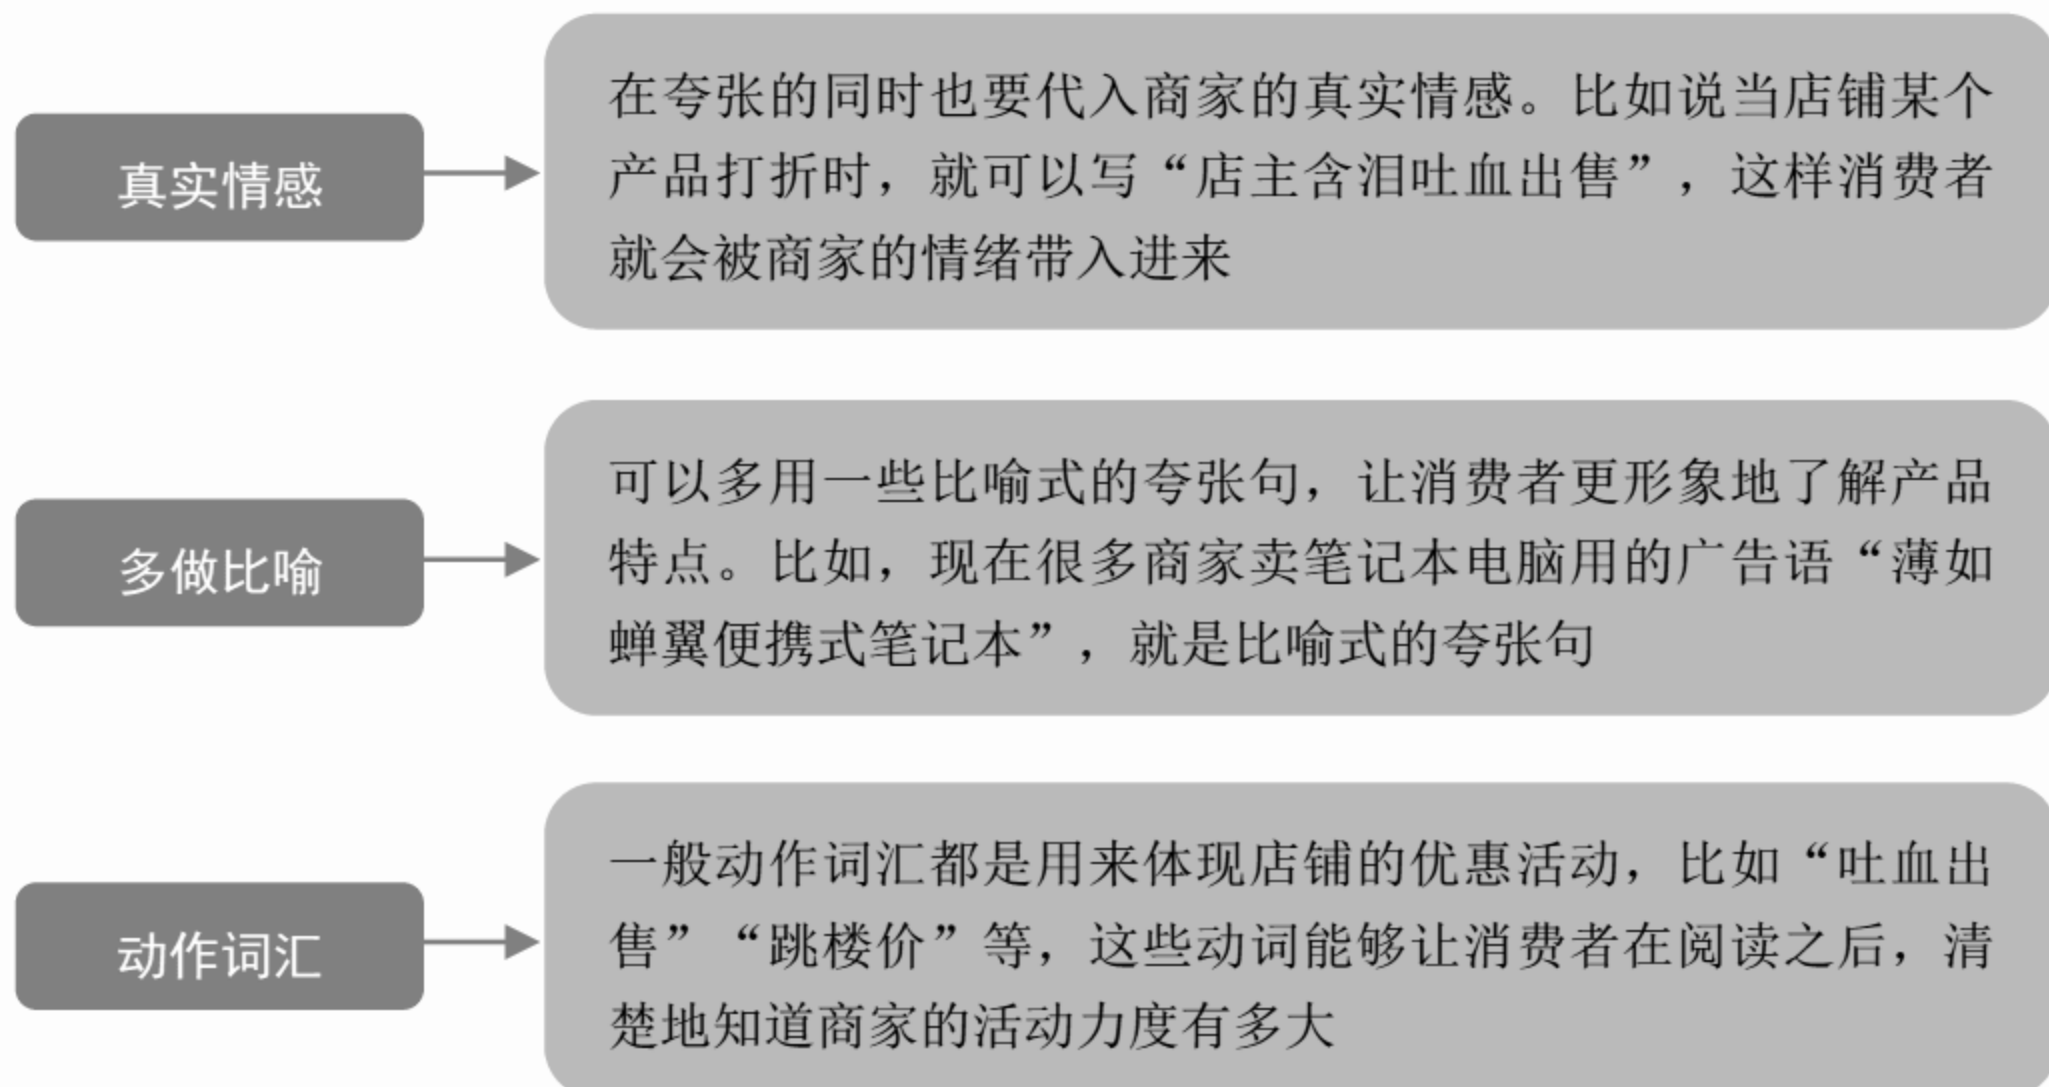 真实情感
在夸张的同时也要代入商家的真实情感。比如说当店铺某个
产品打折时，就可以写“店主含泪吐血出售”，这样消费者
就会被商家的情绪带入进来
多做比喻
可以多用一些比喻式的夸张句，让消费者更形象地了解产品
特点。比如，现在很多商家卖笔记本电脑用的广告语“薄如
蝉翼便携式笔记本”，就是比喻式的夸张句
动作词汇
一般动作词汇都是用来体现店铺的优惠活动，比如“吐血出
售”“跳楼价”等，这些动词能够让消费者在阅读之后，清
楚地知道商家的活动力度有多大